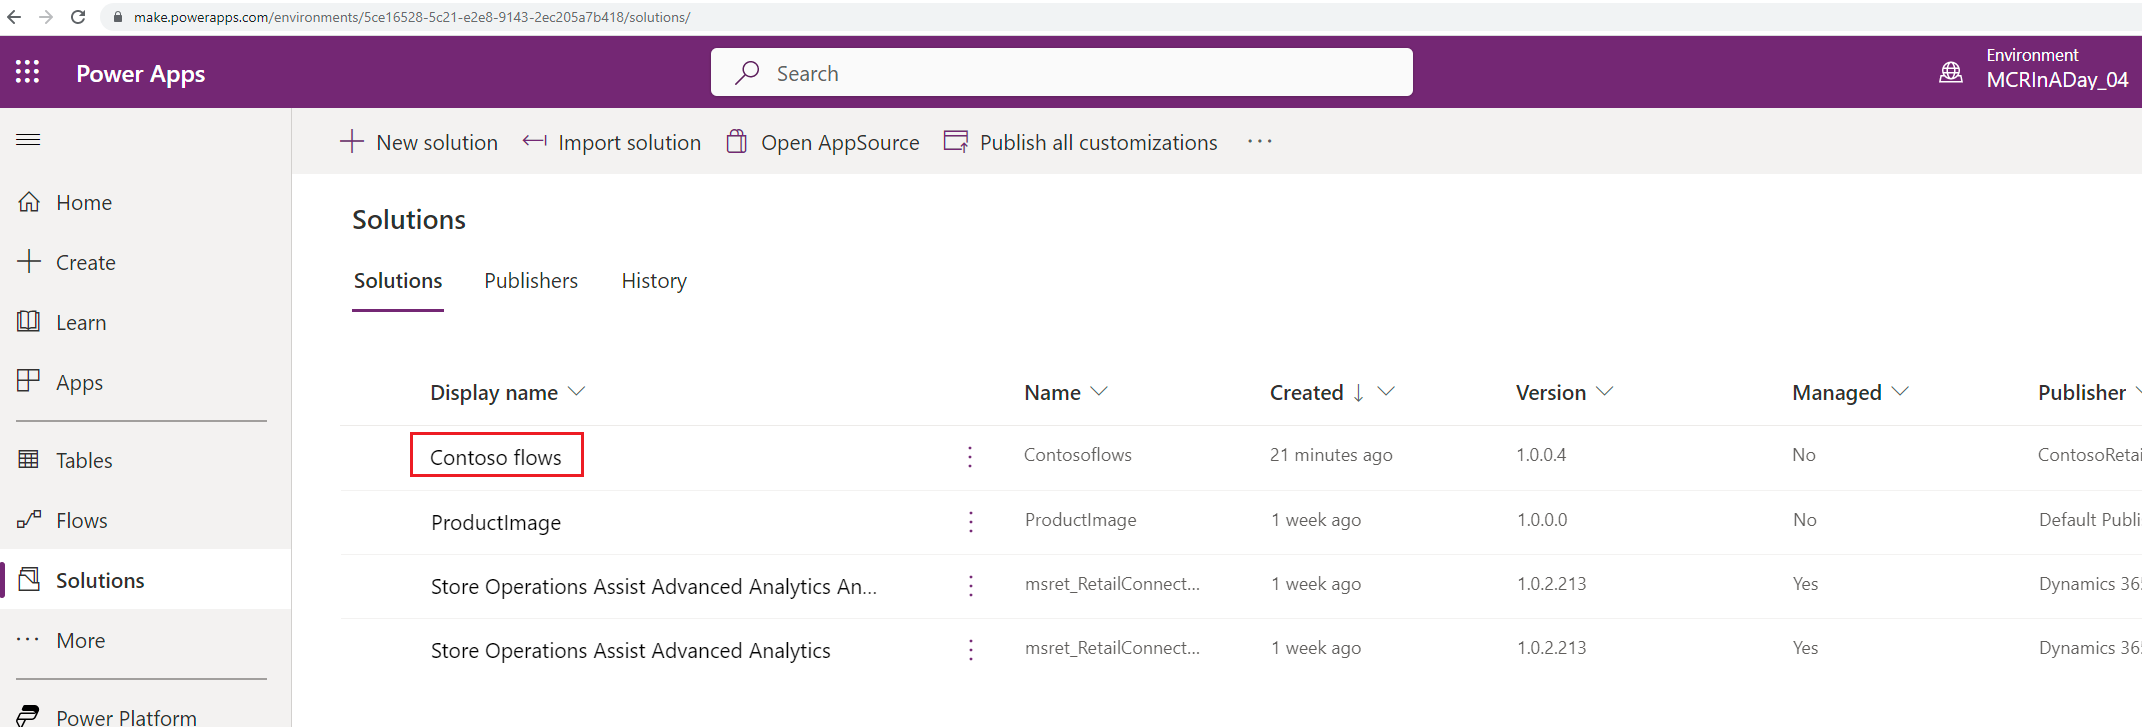 make.powerapps.com/environments/5ce16528-5c21-e2e8-9143-2ec205a7b418/solutions/
Power Apps
Search
Environment
MCRInADay_04
New solution
Import solution
Open AppSource
Publish all customizations
Home
Create
Learn
Apps
Tables
Flows
Solutions
More
Power Platform
Solutions
Solutions Publishers History
Display name Name Created Version Managed Publisher
Contoso flows Contosoflows 21 minutes ago 1.0.0.4 No ContosoRetai
ProductImage ProductImage 1 week ago 1.0.0.0 No Default Publi
Store Operations Assist Advanced Analytics An... msret_RetailConnect... 1 week ago 1.0.2.213 Yes Dynamics 365
Store Operations Assist Advanced Analytics msret_RetailConnect... 1 week ago 1.0.2.213 Yes Dynamics 365